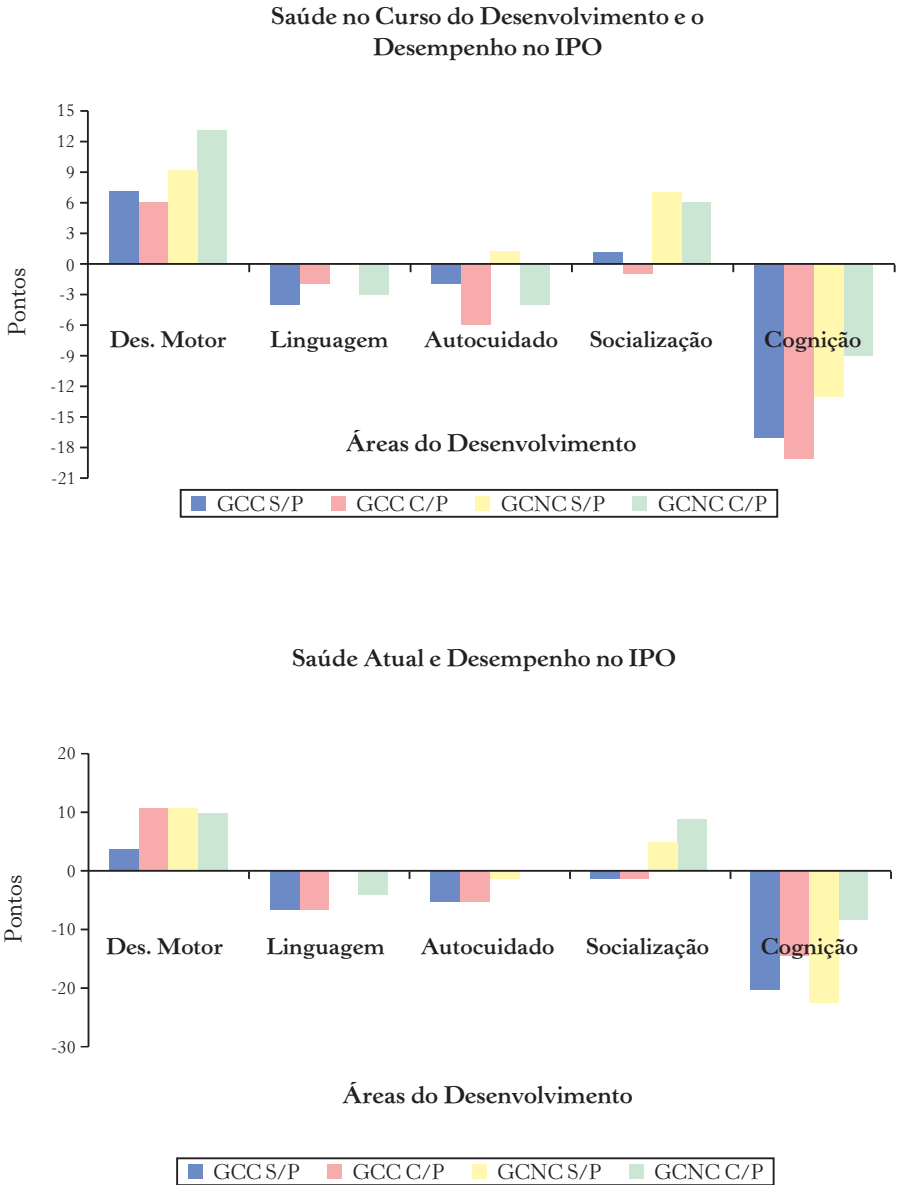 Saúde no Curso do Desenvolvimento e o
Desempenho no IPO
15
12
9
6
3
0
-3
-6
-9
-12
-15
-18
-21
Pontos
Des. Motor Linguagem Autocuidado Socialização Cognição
Áreas do Desenvolvimento
GCC S/P GCC C/P GCNC S/P GCNC C/P
Saúde Atual e Desempenho no IPO
20
10
0
-10
-20
-30
Pontos
Des. Motor Linguagem Autocuidado Socialização Cognição
Áreas do Desenvolvimento
GCC S/P GCC C/P GCNC S/P GCNC C/P